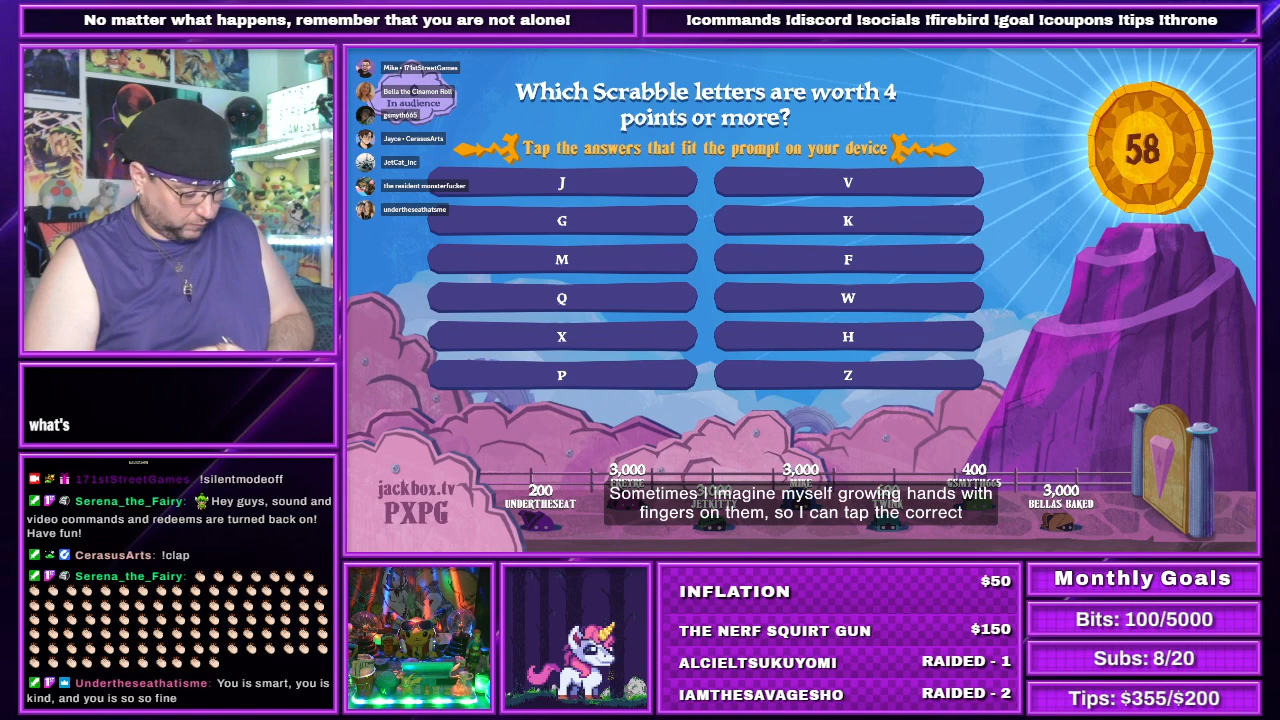 No matter what happens, remember that you are not alone!
!commands !discord !socials !firebird !goal !coupons !tips !throne
Mike • 171stStreetGames
Bella the Cinamon Roll
In audience
gsmyth665
Jayce • CerasusArts
JetCat_Inc
the resident monsterfucker
undertheseathatsme
Which Scrabble letters are worth 4
points or more?
Tap the answers that fit the prompt on your device
58
J
V
G
K
M
F
Q
W
X
H
P
Z
what's
171stStreetGames: !silentmodeoff
Serena_the_Fairy: Hey guys, sound and
video commands and redeems are turned back on!
Have fun!
CerasusArts: !clap
Serena_the_Fairy:
Undertheseathatisme: You is smart, you is
kind, and you is so so fine
jackbox.tv
PXPG
3,000
3,000
MIKE
400
GSMYTH665
200
UNDERTHESEAT
JETKITTY
3,000
BELLAS BAKED
Sometimes I imagine myself growing hands with
fingers on them, so I can tap the correct
INFLATION $50
THE NERF SQUIRT GUN $150
ALCIELTSUKUYOMI RAIDED - 1
IAMTHESAVAGESHO RAIDED - 2
Monthly Goals
Bits: 100/5000
Subs: 8/20
Tips: $355/$200